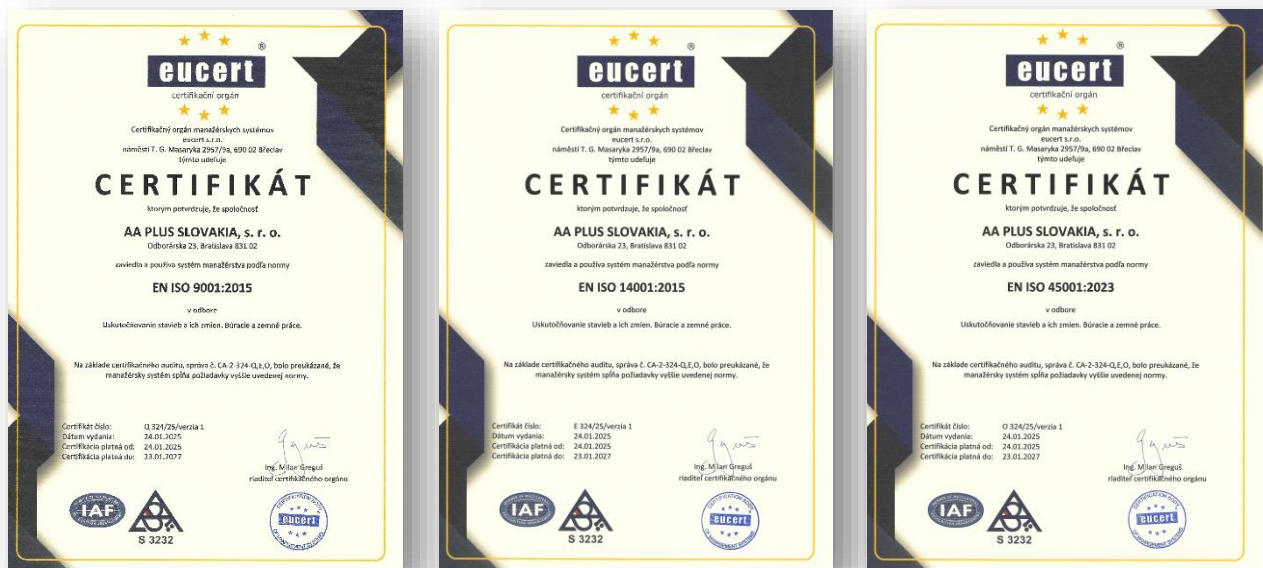 eucert ®
certifikační orgán
Certifikačný orgán manažérskych systémov
eucert s.r.o.
náměstí T. G. Masaryka 2957/9a, 690 02 Břeclav
týmto udeľuje
CERTIFIKÁT
ktorým potvrdzuje, že spoločnosť
AA PLUS SLOVAKIA, s. r. o.
Odborárska 23, Bratislava 831 02
zaviedla a používa systém manažérstva podľa normy
EN ISO 9001:2015
v odbore
Uskutočňovanie stavieb a ich zmien. Búracie a zemné práce.
Na základe certifikačného auditu, správa č. CA-2-324-Q,E,O, bolo preukázané, že
manažérsky systém spĺňa požiadavky vyššie uvedenej normy.
Certifikát číslo: Q 324/25/verzia 1
Dátum vydania: 24.01.2025
Certifikácia platná od: 24.01.2025
Certifikácia platná do: 23.01.2027
Ing. Milan Greguš
riaditeľ certifikačného orgánu
IAF
S 3232
CERTIFICATION BODY
eucert
OF MANAGEMENT SYSTEMS
eucert ®
certifikační orgán
Certifikačný orgán manažérskych systémov
eucert s.r.o.
náměstí T. G. Masaryka 2957/9a, 690 02 Břeclav
týmto udeľuje
CERTIFIKÁT
ktorým potvrdzuje, že spoločnosť
AA PLUS SLOVAKIA, s. r. o.
Odborárska 23, Bratislava 831 02
zaviedla a používa systém manažérstva podľa normy
EN ISO 14001:2015
v odbore
Uskutočňovanie stavieb a ich zmien. Búracie a zemné práce.
Na základe certifikačného auditu, správa č. CA-2-324-Q,E,O, bolo preukázané, že
manažérsky systém spĺňa požiadavky vyššie uvedenej normy.
Certifikát číslo: E 324/25/verzia 1
Dátum vydania: 24.01.2025
Certifikácia platná od: 24.01.2025
Certifikácia platná do: 23.01.2027
Ing. Milan Greguš
riaditeľ certifikačného orgánu
IAF
S 3232
CERTIFICATION BODY
eucert
OF MANAGEMENT SYSTEMS
eucert ®
certifikační orgán
Certifikačný orgán manažérskych systémov
eucert s.r.o.
náměstí T. G. Masaryka 2957/9a, 690 02 Břeclav
týmto udeľuje
CERTIFIKÁT
ktorým potvrdzuje, že spoločnosť
AA PLUS SLOVAKIA, s. r. o.
Odborárska 23, Bratislava 831 02
zaviedla a používa systém manažérstva podľa normy
EN ISO 45001:2023
v odbore
Uskutočňovanie stavieb a ich zmien. Búracie a zemné práce.
Na základe certifikačného auditu, správa č. CA-2-324-Q,E,O, bolo preukázané, že
manažérsky systém spĺňa požiadavky vyššie uvedenej normy.
Certifikát číslo: O 324/25/verzia 1
Dátum vydania: 24.01.2025
Certifikácia platná od: 24.01.2025
Certifikácia platná do: 23.01.2027
Ing. Milan Greguš
riaditeľ certifikačného orgánu
IAF
S 3232
CERTIFICATION BODY
eucert
OF MANAGEMENT SYSTEMS